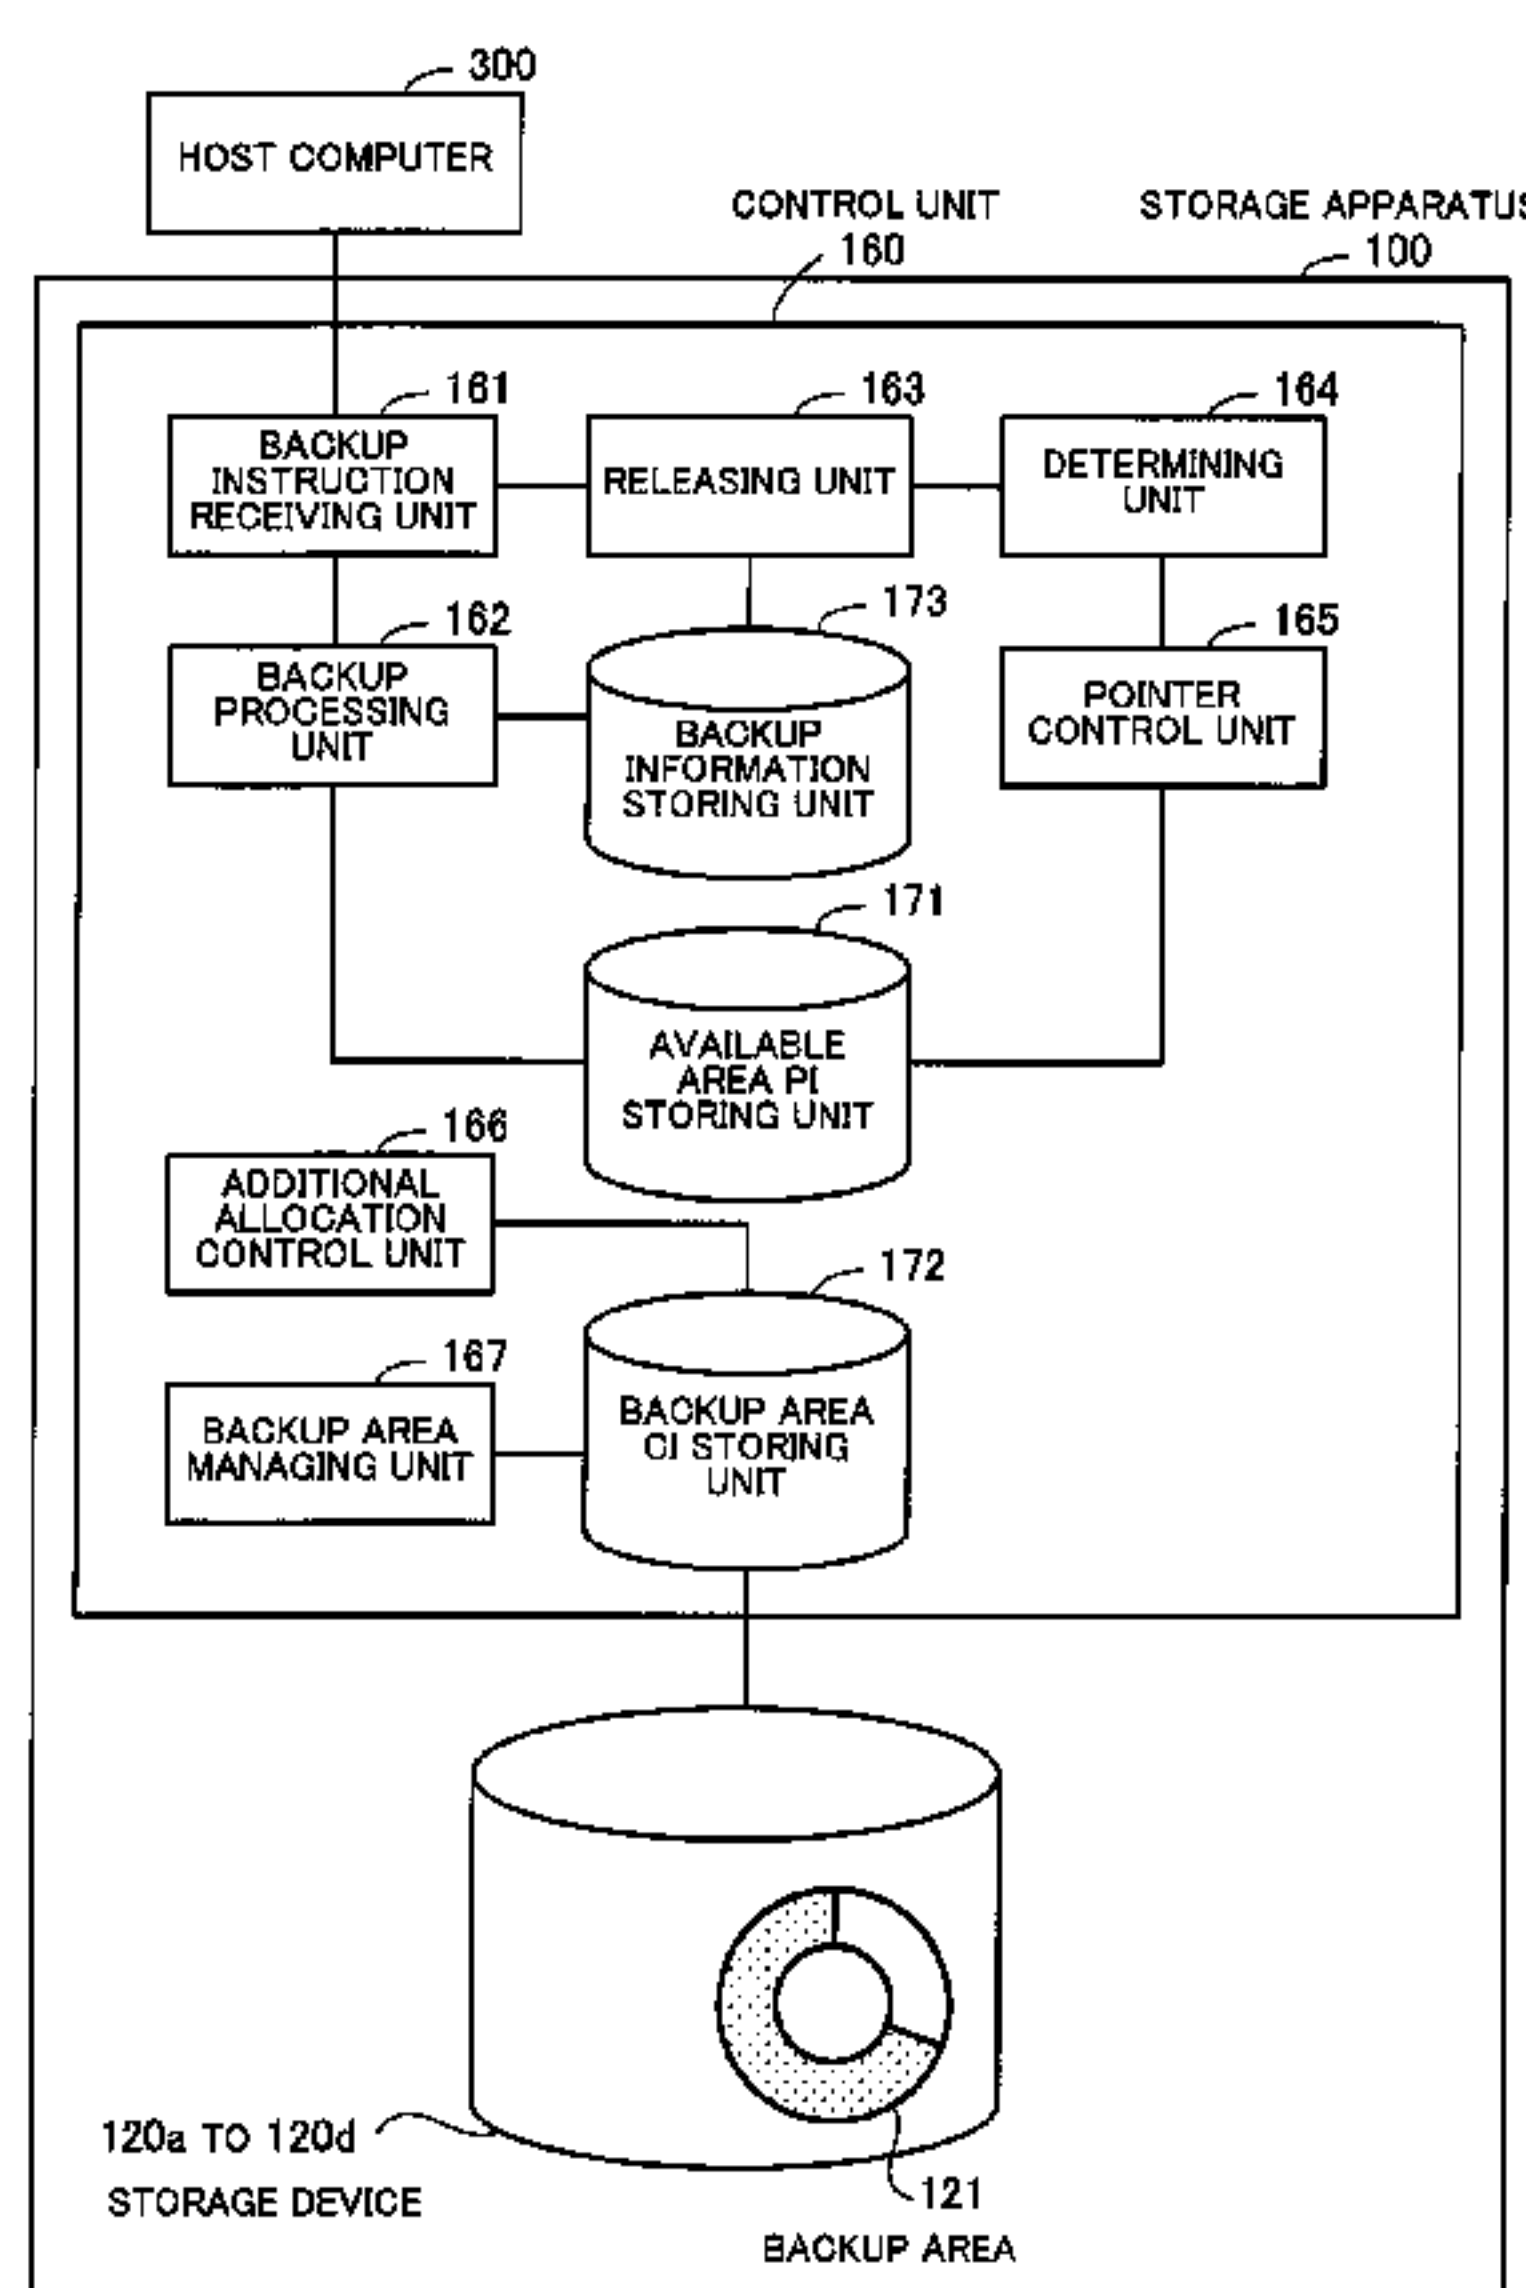 300
HOST COMPUTER
CONTROL UNIT
160
STORAGE APPARATUS
100
161
BACKUP
INSTRUCTION
RECEIVING UNIT
163
RELEASING UNIT
164
DETERMINING
UNIT
162
BACKUP
PROCESSING
UNIT
173
BACKUP
INFORMATION
STORING UNIT
165
POINTER
CONTROL UNIT
171
AVAILABLE
AREA PI
STORING UNIT
166
ADDITIONAL
ALLOCATION
CONTROL UNIT
172
BACKUP AREA
CI STORING
UNIT
167
BACKUP AREA
MANAGING UNIT
120a TO 120d
STORAGE DEVICE
121
BACKUP AREA